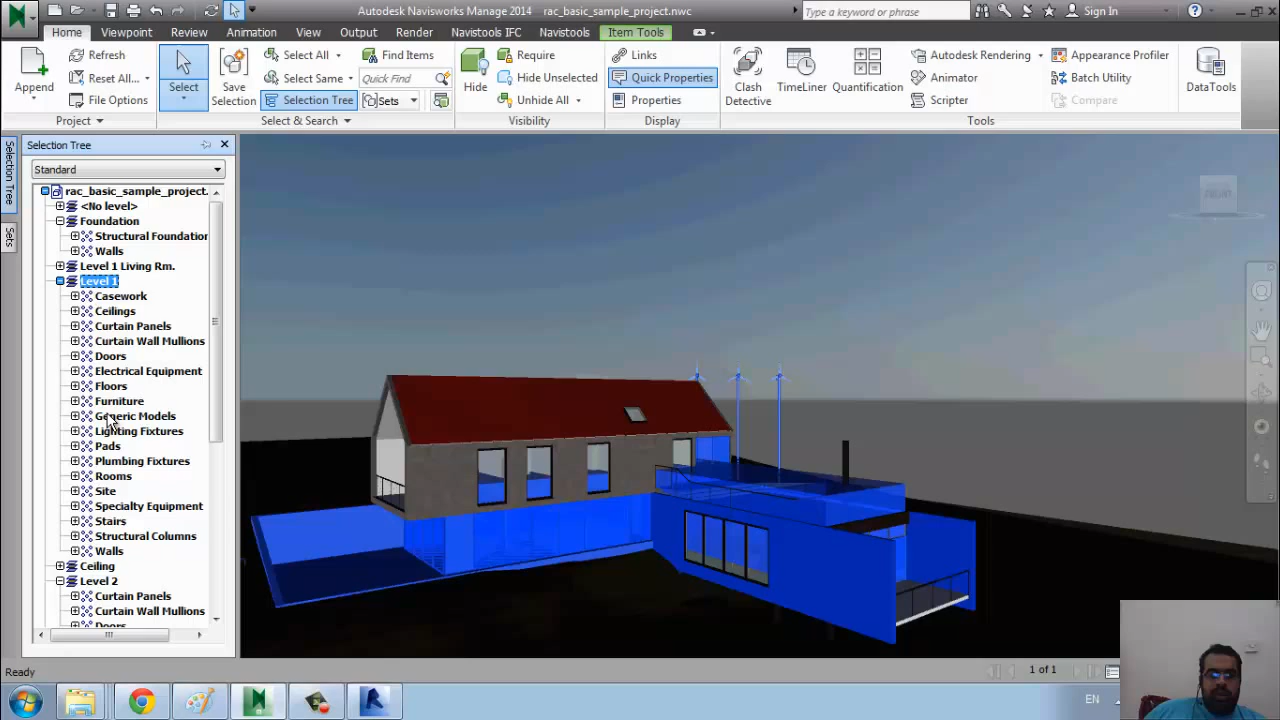 Autodesk Navisworks Manage 2014 rac_basic_sample_project.nwc
Type a keyword or phrase
Sign In
Home Viewpoint Review Animation View Output Render Navistools IFC Navistools Item Tools
Append
Refresh
Reset All...
File Options
Project
Select
Save Selection
Select All
Select Same
Selection Tree
Find Items
Quick Find
Sets
Select & Search
Hide
Require
Hide Unselected
Unhide All
Visibility
Links
Quick Properties
Properties
Display
Clash Detective
TimeLiner
Quantification
Autodesk Rendering
Animator
Scripter
Appearance Profiler
Batch Utility
Compare
Tools
DataTools
Selection Tree
Sets
Selection Tree
Standard
rac_basic_sample_project.
<No level>
Foundation
Structural Foundation
Walls
Level 1 Living Rm.
Level 1
Casework
Ceilings
Curtain Panels
Curtain Wall Mullions
Doors
Electrical Equipment
Floors
Furniture
Generic Models
Lighting Fixtures
Pads
Plumbing Fixtures
Rooms
Site
Specialty Equipment
Stairs
Structural Columns
Walls
Ceiling
Level 2
Curtain Panels
Curtain Wall Mullions
Doors
FRONT
Ready
1 of 1
EN